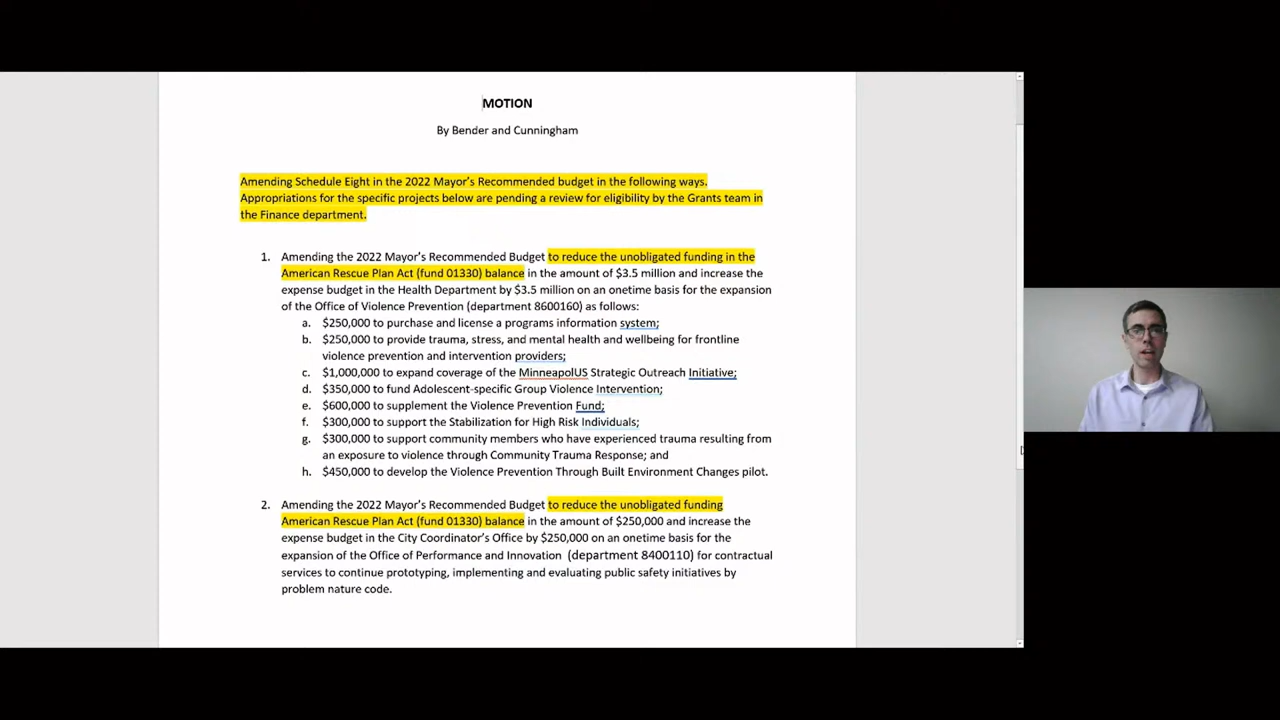 MOTION
By Bender and Cunningham
Amending Schedule Eight in the 2022 Mayor's Recommended budget in the following ways.
Appropriations for the specific projects below are pending a review for eligibility by the Grants team in
the Finance department.
1. Amending the 2022 Mayor's Recommended Budget to reduce the unobligated funding in the
American Rescue Plan Act (fund 01330) balance in the amount of $3.5 million and increase the
expense budget in the Health Department by $3.5 million on an onetime basis for the expansion
of the Office of Violence Prevention (department 8600160) as follows:
a. $250,000 to purchase and license a programs information system;
b. $250,000 to provide trauma, stress, and mental health and wellbeing for frontline
violence prevention and intervention providers;
c. $1,000,000 to expand coverage of the MinneapolUS Strategic Outreach Initiative;
d. $350,000 to fund Adolescent-specific Group Violence Intervention;
e. $600,000 to supplement the Violence Prevention Fund;
f. $300,000 to support the Stabilization for High Risk Individuals;
g. $300,000 to support community members who have experienced trauma resulting from
an exposure to violence through Community Trauma Response; and
h. $450,000 to develop the Violence Prevention Through Built Environment Changes pilot.
2. Amending the 2022 Mayor's Recommended Budget to reduce the unobligated funding
American Rescue Plan Act (fund 01330) balance in the amount of $250,000 and increase the
expense budget in the City Coordinator's Office by $250,000 on an onetime basis for the
expansion of the Office of Performance and Innovation (department 8400110) for contractual
services to continue prototyping, implementing and evaluating public safety initiatives by
problem nature code.